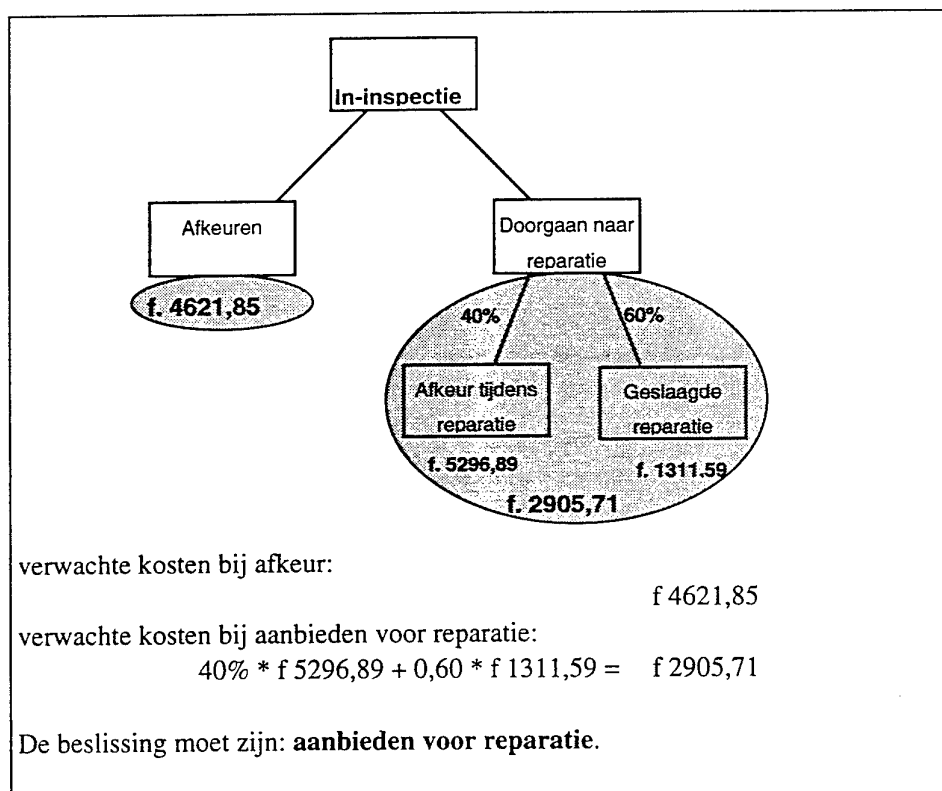 In-inspectie
Afkeuren
Doorgaan naar
reparatie
f. 4621,85
40%
60%
Afkeur tijdens
reparatie
Geslaagde
reparatie
f. 5296,89
f. 1311.59
f. 2905,71
verwachte kosten bij afkeur:
f 4621,85
verwachte kosten bij aanbieden voor reparatie:
40% * f 5296,89 + 0,60 * f 1311,59 = f 2905,71
De beslissing moet zijn: aanbieden voor reparatie.